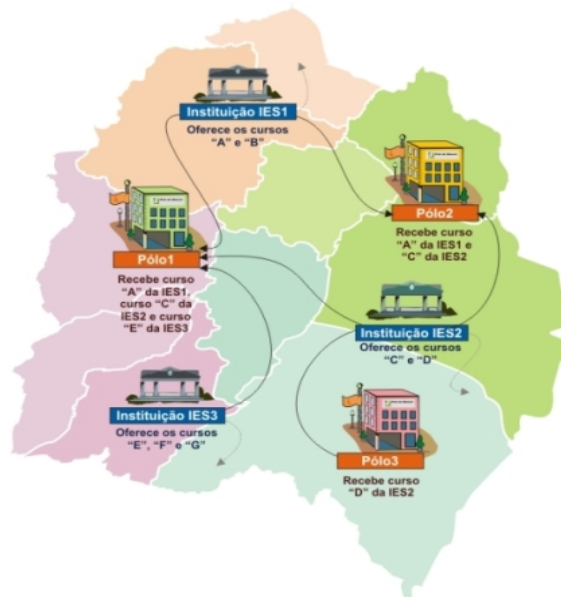 Instituição IES1
Oferece os cursos
"A" e "B"
Pólo2
Recebe curso
"A" da IES1 e
"C" da IES2
Pólo1
Recebe curso
"A" da IES1,
curso "C" da
IES2 e curso
"E" da IES3
Instituição IES2
Oferece os cursos
"C" e "D"
Instituição IES3
Oferece os cursos
"E", "F" e "G"
Pólo3
Recebe curso
"D" da IES2